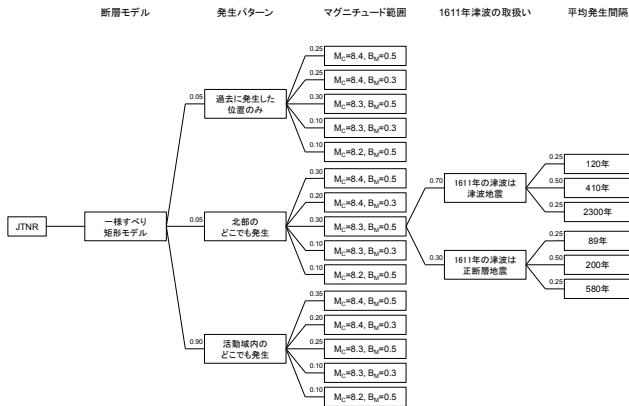 断層モデル
発生パターン
マグニチュード範囲
1611年津波の取扱い
平均発生間隔
JTNR
一様すべり
矩形モデル
0.05
過去に発生した
位置のみ
0.25
M_C=8.4, B_M=0.5
0.25
M_C=8.4, B_M=0.3
0.30
M_C=8.3, B_M=0.5
0.10
M_C=8.3, B_M=0.3
0.10
M_C=8.2, B_M=0.5
0.05
北部の
どこでも発生
0.30
M_C=8.4, B_M=0.5
0.20
M_C=8.4, B_M=0.3
0.30
M_C=8.3, B_M=0.5
0.10
M_C=8.3, B_M=0.3
0.10
M_C=8.2, B_M=0.5
0.90
活動域内の
どこでも発生
0.35
M_C=8.4, B_M=0.5
0.20
M_C=8.4, B_M=0.3
0.25
M_C=8.3, B_M=0.5
0.10
M_C=8.3, B_M=0.3
0.10
M_C=8.2, B_M=0.5
0.70
1611年の津波は
津波地震
0.25
120年
0.50
410年
0.25
2300年
0.30
1611年の津波は
正断層地震
0.25
89年
0.50
200年
0.25
580年